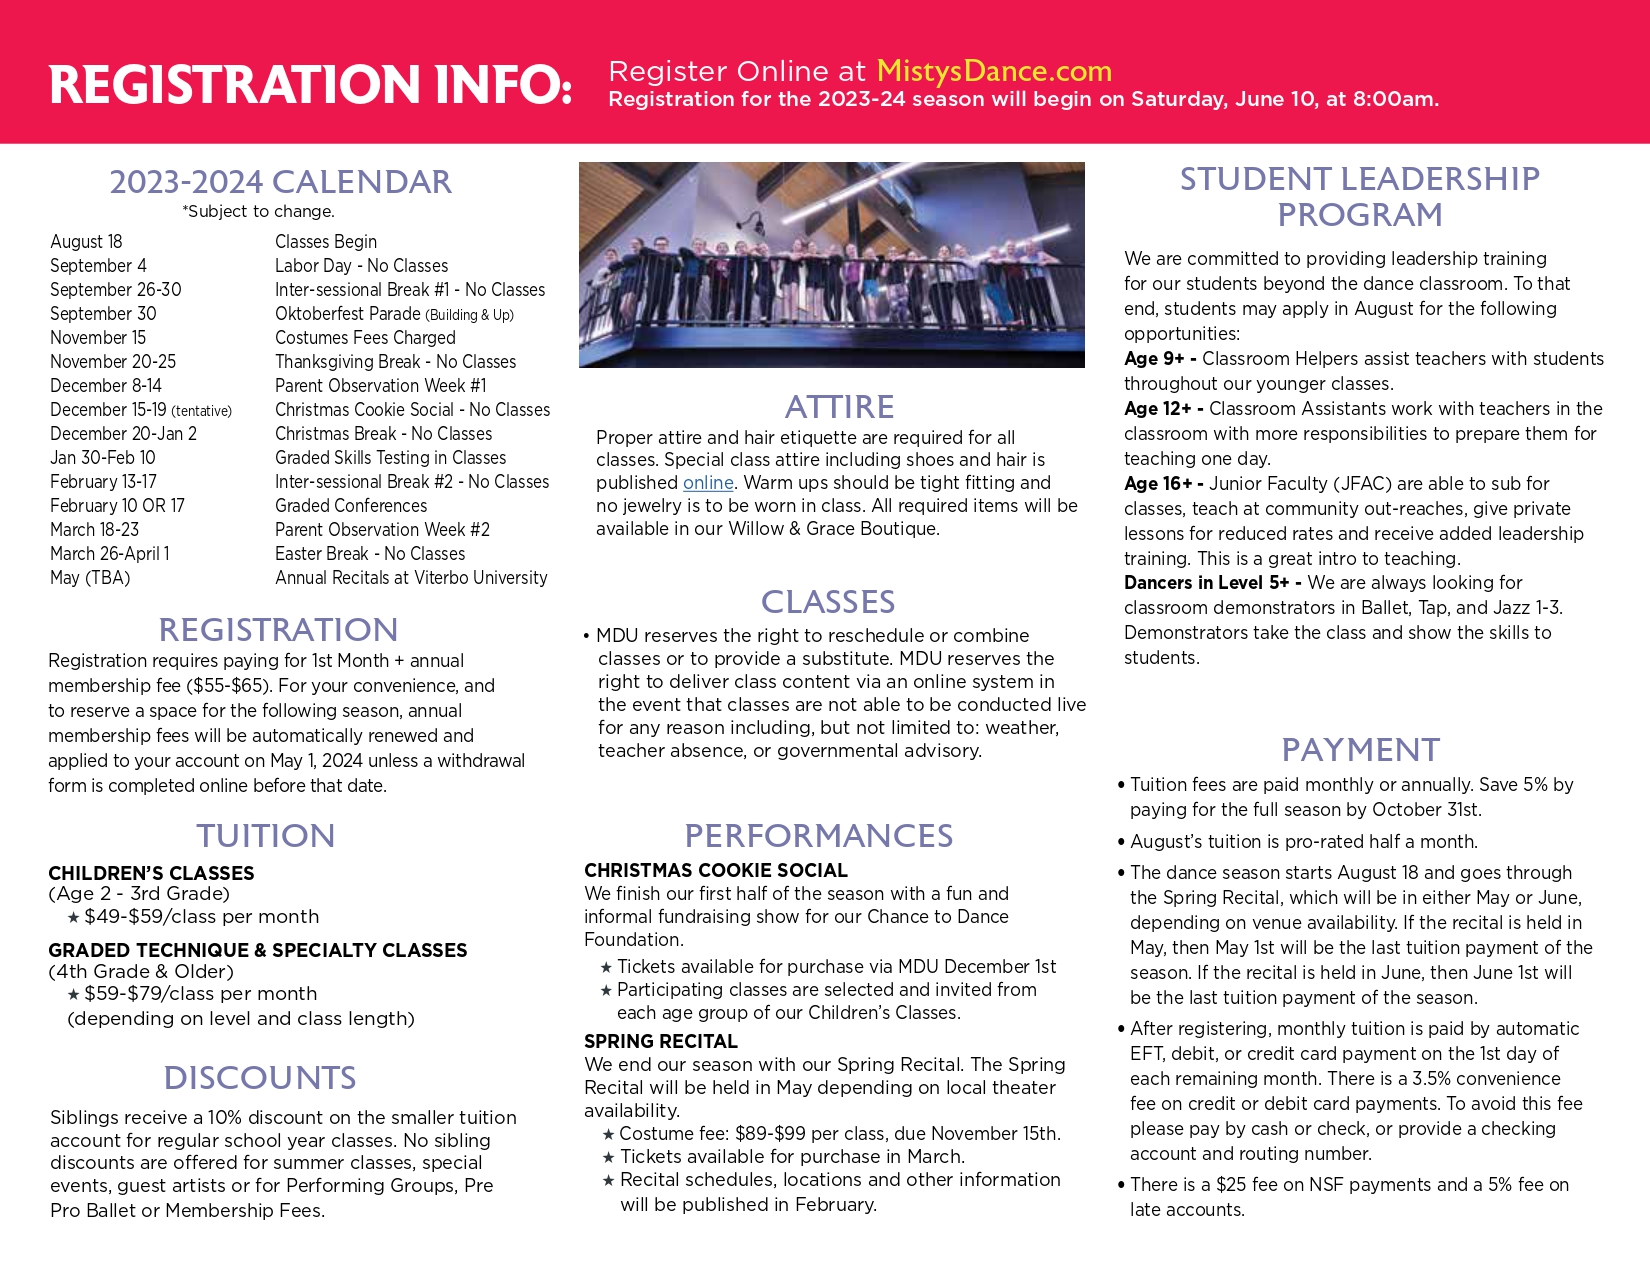 REGISTRATION INFO:
Register Online at MistysDance.com
Registration for the 2023-24 season will begin on Saturday, June 10, at 8:00am.
2023-2024 CALENDAR
*Subject to change.
August 18 Classes Begin
September 4 Labor Day - No Classes
September 26-30 Inter-sessional Break #1 - No Classes
September 30 Oktoberfest Parade (Building & Up)
November 15 Costumes Fees Charged
November 20-25 Thanksgiving Break - No Classes
December 8-14 Parent Observation Week #1
December 15-19 (tentative) Christmas Cookie Social - No Classes
December 20-Jan 2 Christmas Break - No Classes
Jan 30-Feb 10 Graded Skills Testing in Classes
February 13-17 Inter-sessional Break #2 - No Classes
February 10 OR 17 Graded Conferences
March 18-23 Parent Observation Week #2
March 26-April 1 Easter Break - No Classes
May (TBA) Annual Recitals at Viterbo University
REGISTRATION
Registration requires paying for 1st Month + annual
membership fee ($55-$65). For your convenience, and
to reserve a space for the following season, annual
membership fees will be automatically renewed and
applied to your account on May 1, 2024 unless a withdrawal
form is completed online before that date.
TUITION
CHILDREN'S CLASSES
(Age 2 - 3rd Grade)
★ $49-$59/class per month
GRADED TECHNIQUE & SPECIALTY CLASSES
(4th Grade & Older)
★ $59-$79/class per month
(depending on level and class length)
DISCOUNTS
Siblings receive a 10% discount on the smaller tuition
account for regular school year classes. No sibling
discounts are offered for summer classes, special
events, guest artists or for Performing Groups, Pre
Pro Ballet or Membership Fees.
ATTIRE
Proper attire and hair etiquette are required for all
classes. Special class attire including shoes and hair is
published online. Warm ups should be tight fitting and
no jewelry is to be worn in class. All required items will be
available in our Willow & Grace Boutique.
CLASSES
• MDU reserves the right to reschedule or combine
classes or to provide a substitute. MDU reserves the
right to deliver class content via an online system in
the event that classes are not able to be conducted live
for any reason including, but not limited to: weather,
teacher absence, or governmental advisory.
PERFORMANCES
CHRISTMAS COOKIE SOCIAL
We finish our first half of the season with a fun and
informal fundraising show for our Chance to Dance
Foundation.
★ Tickets available for purchase via MDU December 1st
★ Participating classes are selected and invited from
each age group of our Children's Classes.
SPRING RECITAL
We end our season with our Spring Recital. The Spring
Recital will be held in May depending on local theater
availability.
★ Costume fee: $89-$99 per class, due November 15th.
★ Tickets available for purchase in March.
★ Recital schedules, locations and other information
will be published in February.
STUDENT LEADERSHIP
PROGRAM
We are committed to providing leadership training
for our students beyond the dance classroom. To that
end, students may apply in August for the following
opportunities:
Age 9+ - Classroom Helpers assist teachers with students
throughout our younger classes.
Age 12+ - Classroom Assistants work with teachers in the
classroom with more responsibilities to prepare them for
teaching one day.
Age 16+ - Junior Faculty (JFAC) are able to sub for
classes, teach at community out-reaches, give private
lessons for reduced rates and receive added leadership
training. This is a great intro to teaching.
Dancers in Level 5+ - We are always looking for
classroom demonstrators in Ballet, Tap, and Jazz 1-3.
Demonstrators take the class and show the skills to
students.
PAYMENT
• Tuition fees are paid monthly or annually. Save 5% by
paying for the full season by October 31st.
• August's tuition is pro-rated half a month.
• The dance season starts August 18 and goes through
the Spring Recital, which will be in either May or June,
depending on venue availability. If the recital is held in
May, then May 1st will be the last tuition payment of the
season. If the recital is held in June, then June 1st will
be the last tuition payment of the season.
• After registering, monthly tuition is paid by automatic
EFT, debit, or credit card payment on the 1st day of
each remaining month. There is a 3.5% convenience
fee on credit or debit card payments. To avoid this fee
please pay by cash or check, or provide a checking
account and routing number.
• There is a $25 fee on NSF payments and a 5% fee on
late accounts.